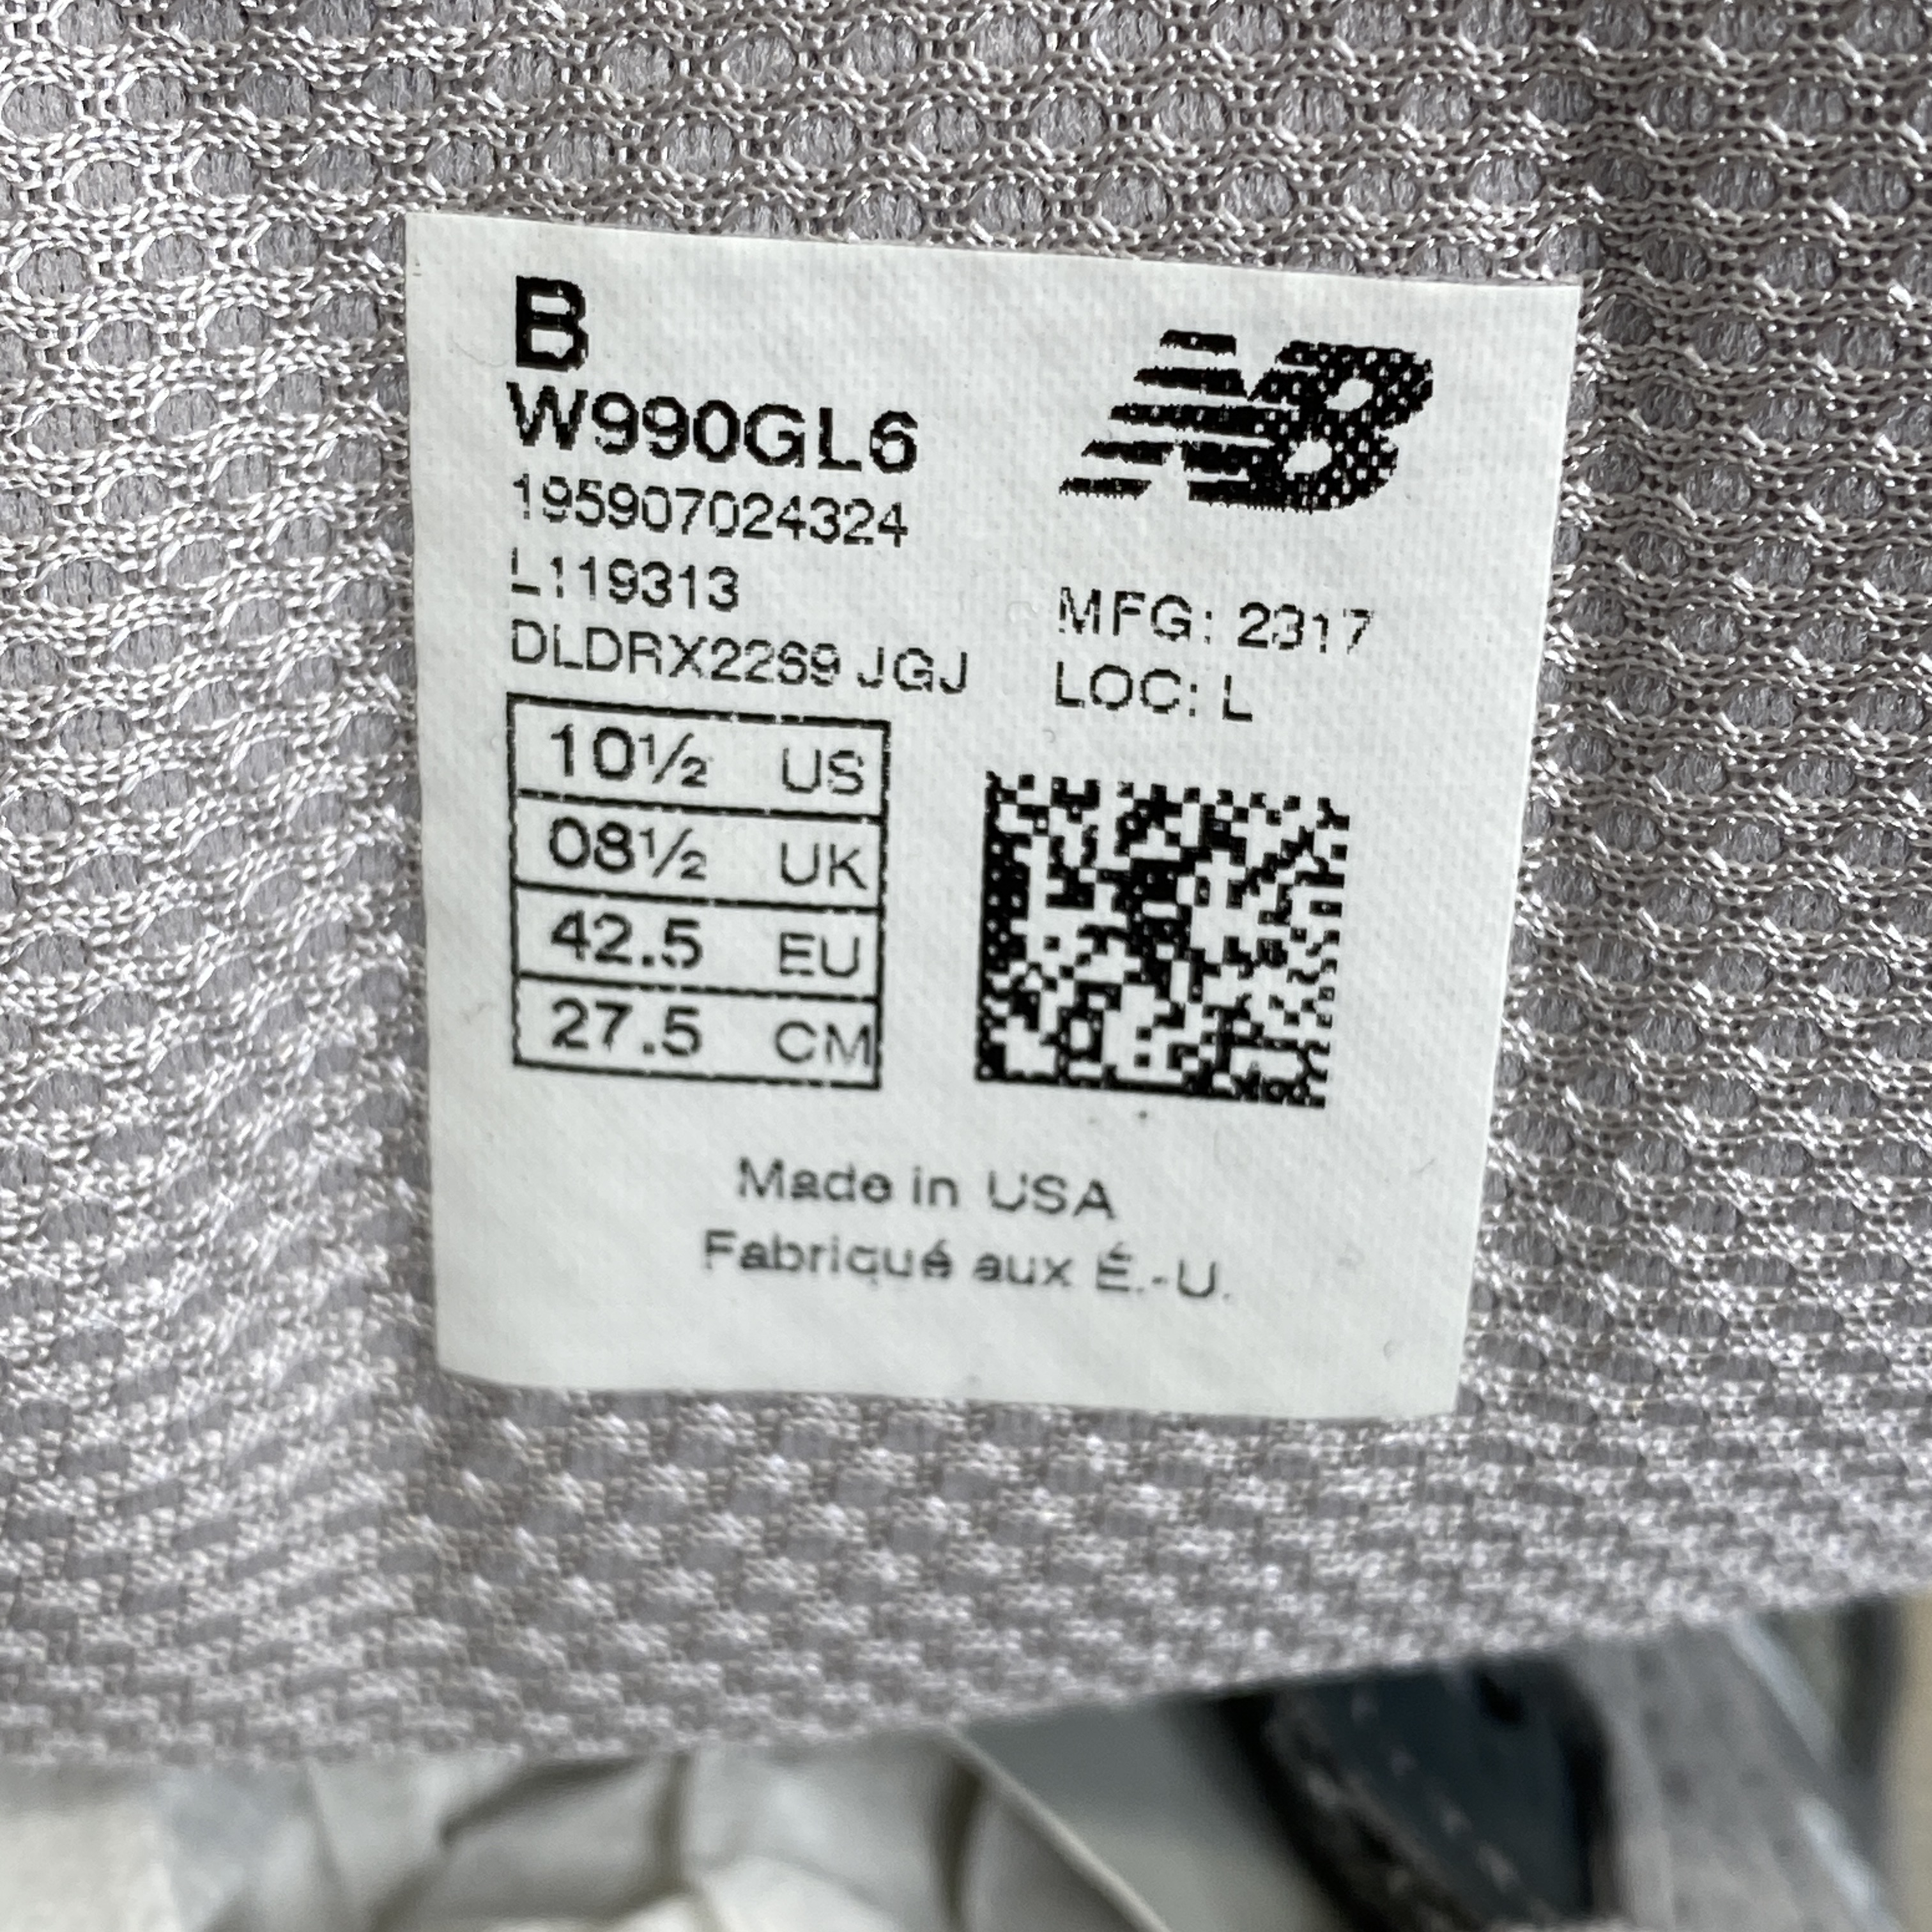 B
NB
W990GL6
195907024324
L119313
MFG: 2317
DLDRX2269 JGJ
LOC: L
10½ US
08½ UK
42.5 EU
27.5 CM
Made in USA
Fabriqué aux É.-U.